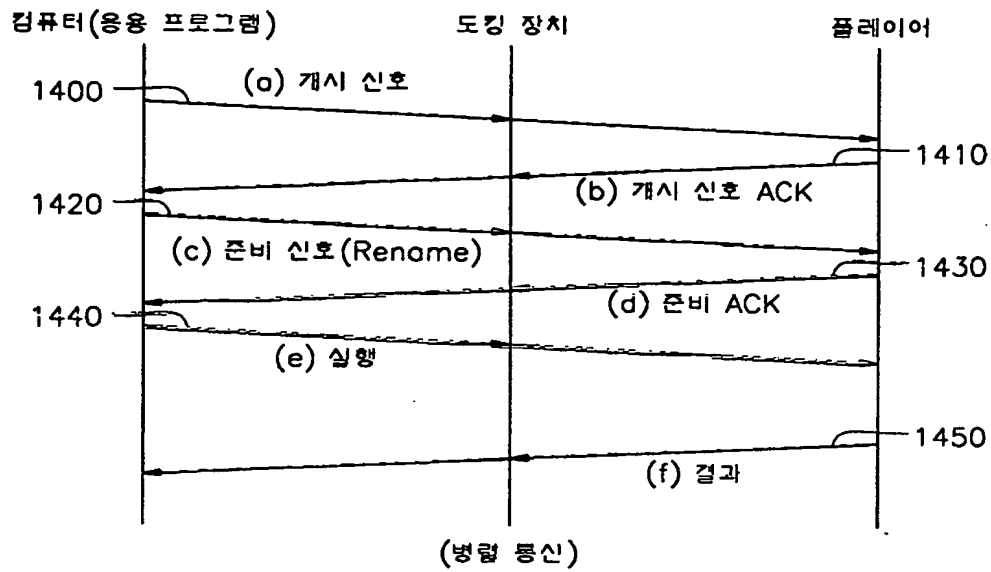 컴퓨터(응용 프로그램) 도킹 장치 플레이어
(a) 개시 신호
1400
1410
(b) 개시 신호 ACK
1420
(c) 준비 신호(Rename)
1430
(d) 준비 ACK
1440
(e) 실행
1450
(f) 결과
(병렬 통신)